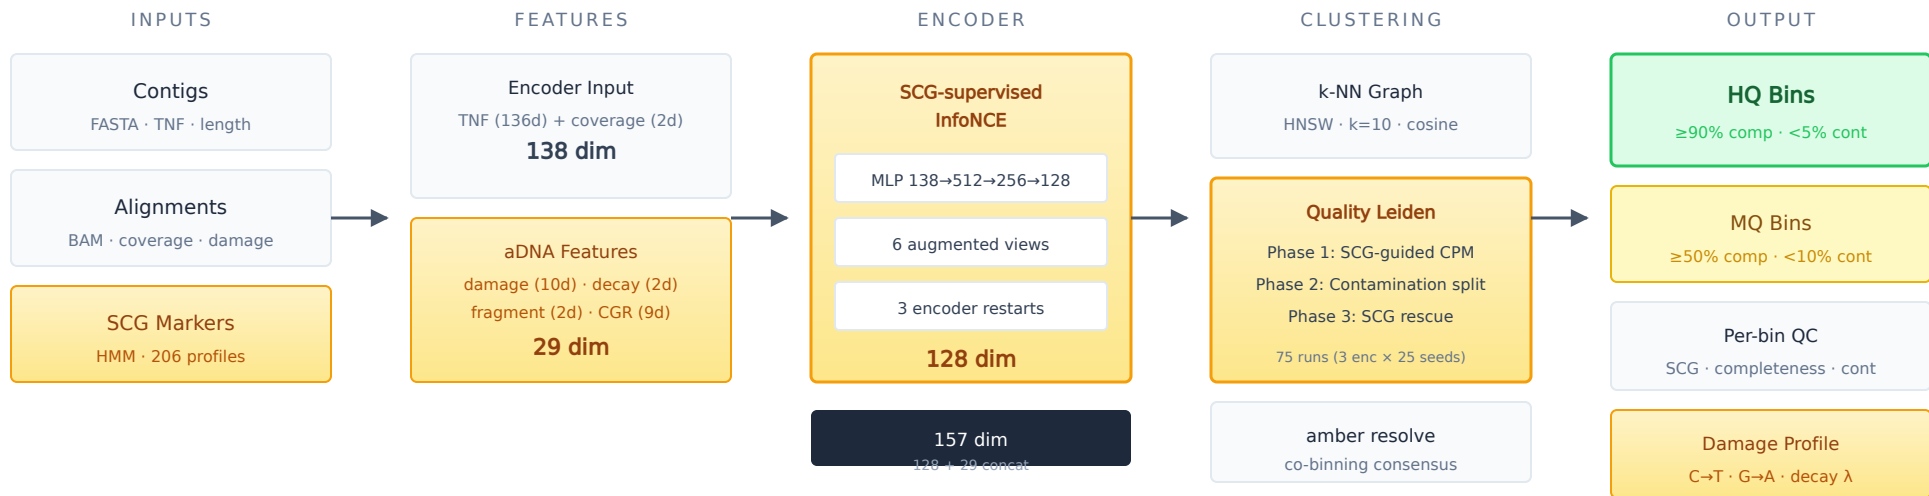 INPUTS
Contigs
FASTA · TNF · length
Alignments
BAM · coverage · damage
SCG Markers
HMM · 206 profiles
FEATURES
Encoder Input
TNF (136d) + coverage (2d)
138 dim
aDNA Features
damage (10d) · decay (2d)
fragment (2d) · CGR (9d)
29 dim
ENCODER
SCG-supervised
InfoNCE
MLP 138→512→256→128
6 augmented views
3 encoder restarts
128 dim
157 dim
128 + 29 concat
CLUSTERING
k-NN Graph
HNSW · k=10 · cosine
Quality Leiden
Phase 1: SCG-guided CPM
Phase 2: Contamination split
Phase 3: SCG rescue
75 runs (3 enc × 25 seeds)
amber resolve
co-binning consensus
OUTPUT
HQ Bins
≥90% comp · <5% cont
MQ Bins
≥50% comp · <10% cont
Per-bin QC
SCG · completeness · cont
Damage Profile
C→T · G→A · decay λ